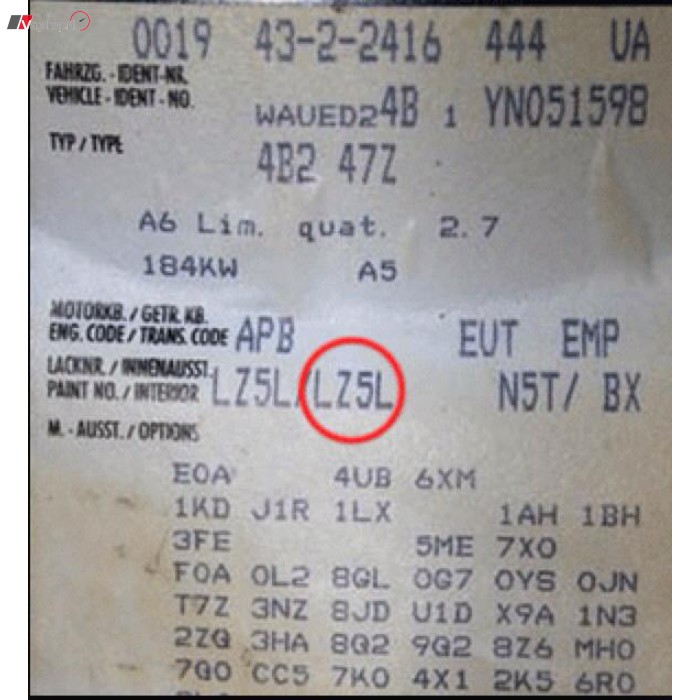 0019 43-2-2416 444 UA
FAHRZG. - IDENT-NR.
VEHICLE - IDENT - NO.
WAUED24B 1 YN051598
TYP / TYPE
4B2 47Z
A6 Lim. quat. 2.7
184KW A5
MOTORKB. / GETR. KB.
ENG. CODE / TRANS. CODE APB EUT EMP
LACKNR. / INNENAUSST.
PAINT NO. / INTERIOR LZ5L/LZ5L N5T/ BX
M. - AUSST. / OPTIONS
E0A 4UB 6XM
1KD J1R 1LX 1AH 1BH
3FE 5ME 7X0
F0A 0L2 8GL 0G7 0YS 0JN
T7Z 3NZ 8JD U1D X9A 1N3
2ZQ 3HA 8Q2 9Q2 8Z6 MH0
7Q0 CC5 7K0 4X1 2K5 6R0